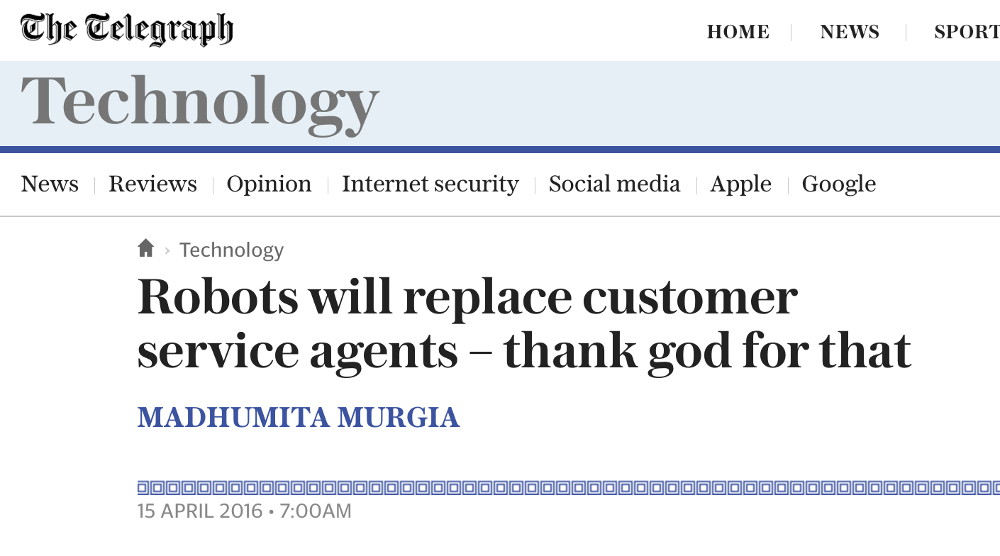 The Telegraph
HOME NEWS SPORT
Technology
News Reviews Opinion Internet security Social media Apple Google
› Technology
Robots will replace customer
service agents – thank god for that
MADHUMITA MURGIA
15 APRIL 2016 • 7:00AM